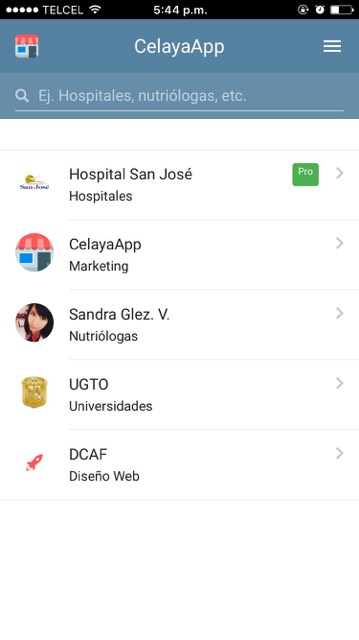 TELCEL 5:44 p.m.
CelayaApp
Ej. Hospitales, nutriólogas, etc.
San José
Hospital San José Pro
Hospitales
CelayaApp
Marketing
Sandra Glez. V.
Nutriólogas
UGTO
Universidades
DCAF
Diseño Web